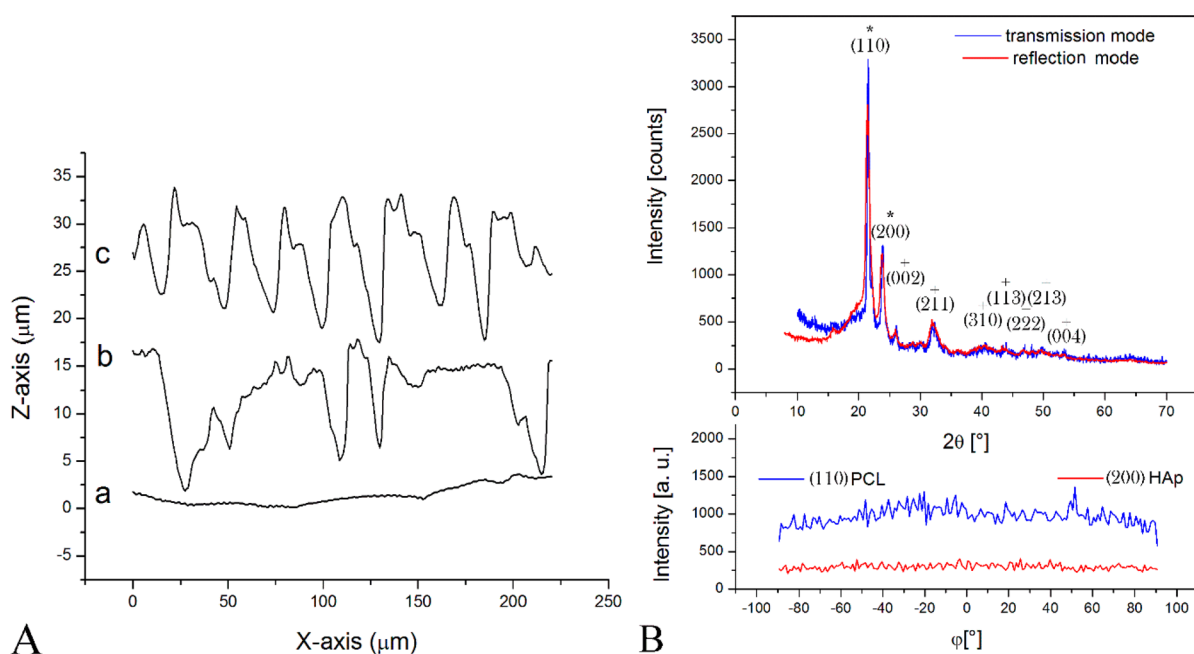 35
30
25
20
15
10
5
0
-5
c
b
a
Z-axis (μm)
0 50 100 150 200 250
X-axis (μm)
A
3500
3000
2500
2000
1500
1000
500
0
Intensity [counts]
transmission mode
reflection mode
*
(110)
*
(200)
+
(002)
+
(211)
+
(310)
+
(113)
(213)
(222)
+
(004)
0 10 20 30 40 50 60 70
2θ [°]
2000
1500
1000
500
0
Intensity [a. u.]
(110) PCL
(200) HAp
-100 -80 -60 -40 -20 0 20 40 60 80 100
φ[°]
B